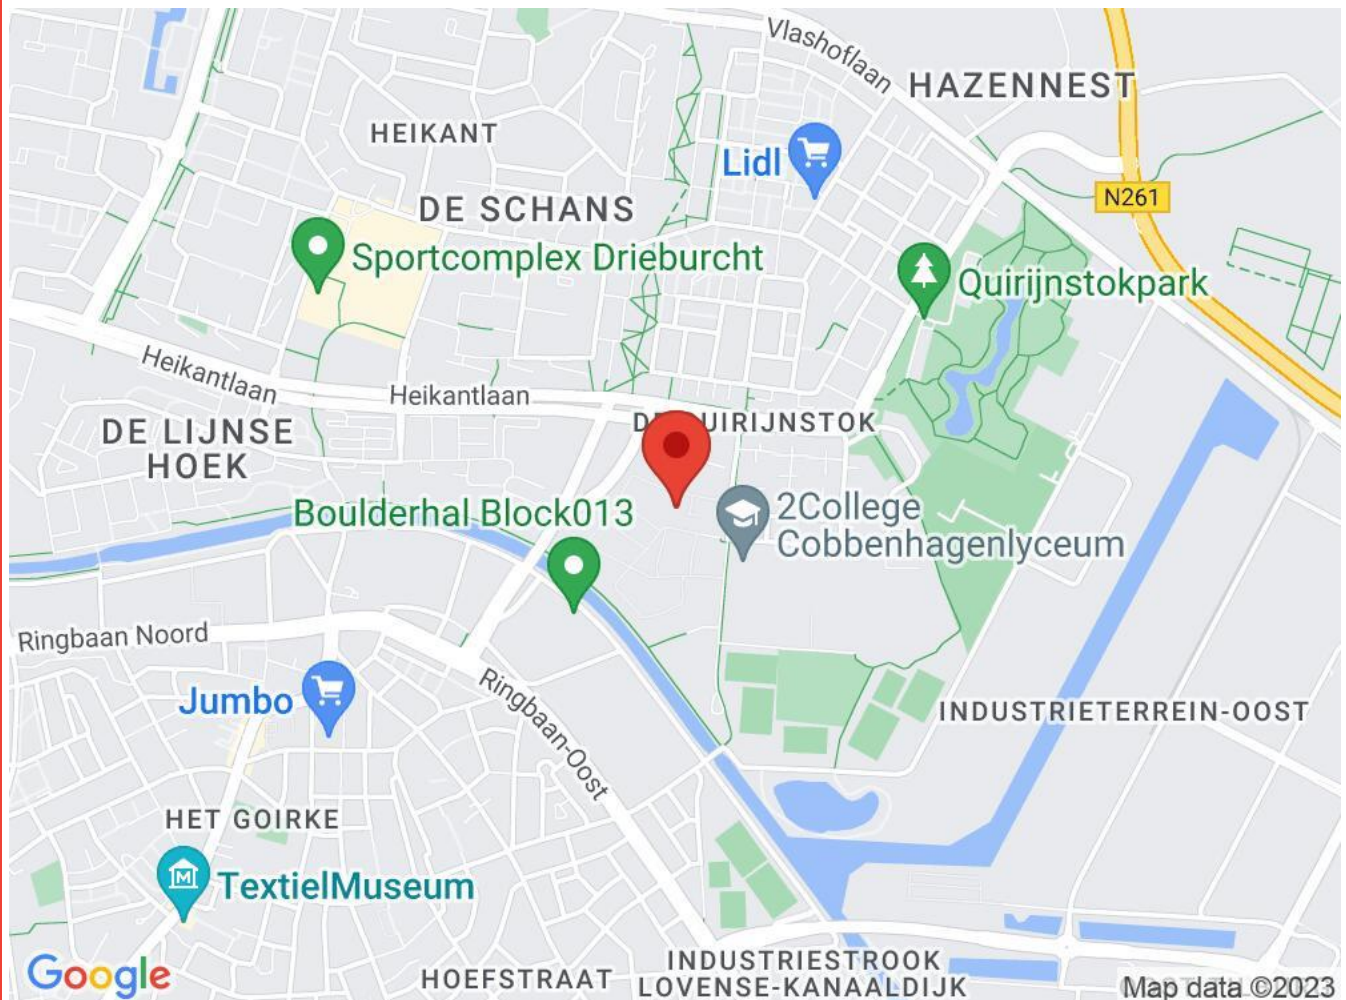 Vlashoflaan
HAZENNEST
HEIKANT
Lidl
N261
DE SCHANS
Sportcomplex Drieburcht
Quirijnstokpark
Heikantlaan
Heikantlaan
DE LIJNSE
HOEK
UIRIJNSTOK
Boulderhal Block013
2College
Cobbenhagenlyceum
Ringbaan Noord
Jumbo
Ringbaan-Oost
INDUSTRIETERREIN-OOST
HET GOIRKE
TextielMuseum
INDUSTRIESTROOK
LOVENSE-KANAALDIJK
HOEFSTRAAT
Google
Map data ©2023